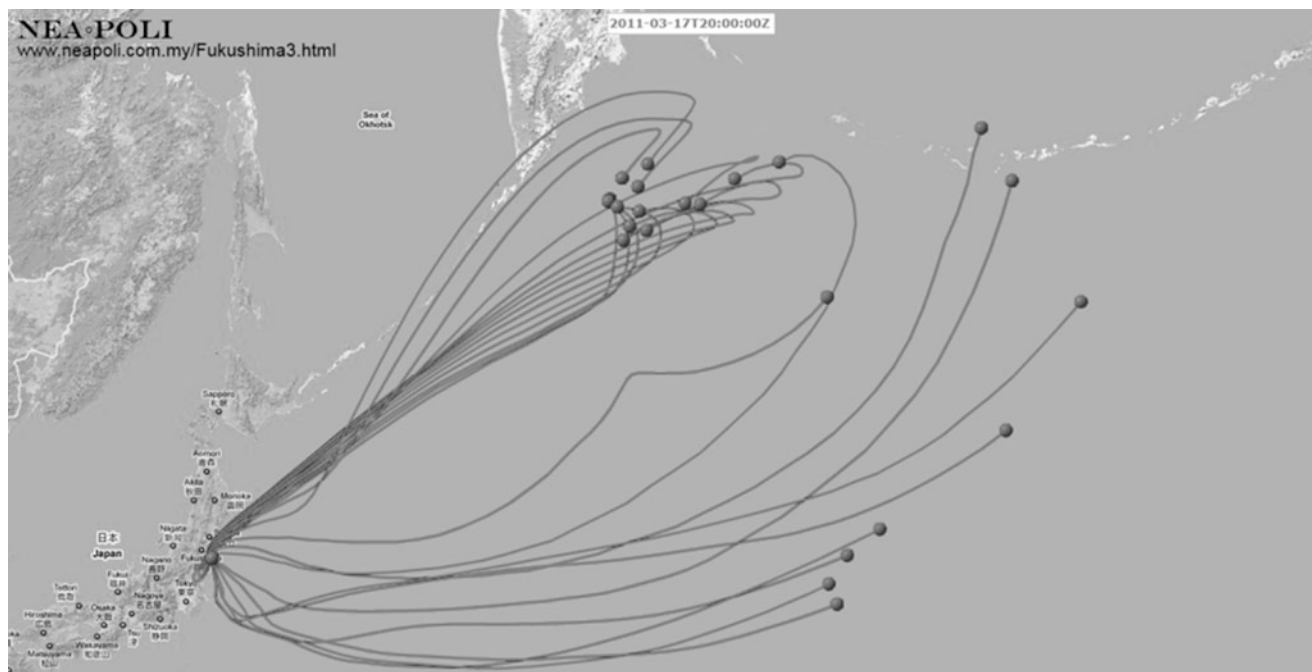 NEA·POLI
www.neapoli.com.my/Fukushima3.html
2011-03-17T20:00:00Z
Sea of
Okhotsk
Sapporo
札幌
Aomori
青森
Akita
秋田
Morioka
盛岡
Niigata
新潟
日本
Japan
Nagano
長野
Fukui
福井
Tottori
鳥取
Nagoya
名古屋
Osaka
大阪
Hiroshima
広島
Shizuoka
静岡
Wakayama
和歌山
Matsuyama
松山